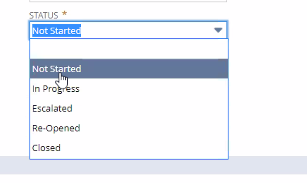 STATUS *
Not Started
Not Started
In Progress
Escalated
Re-Opened
Closed